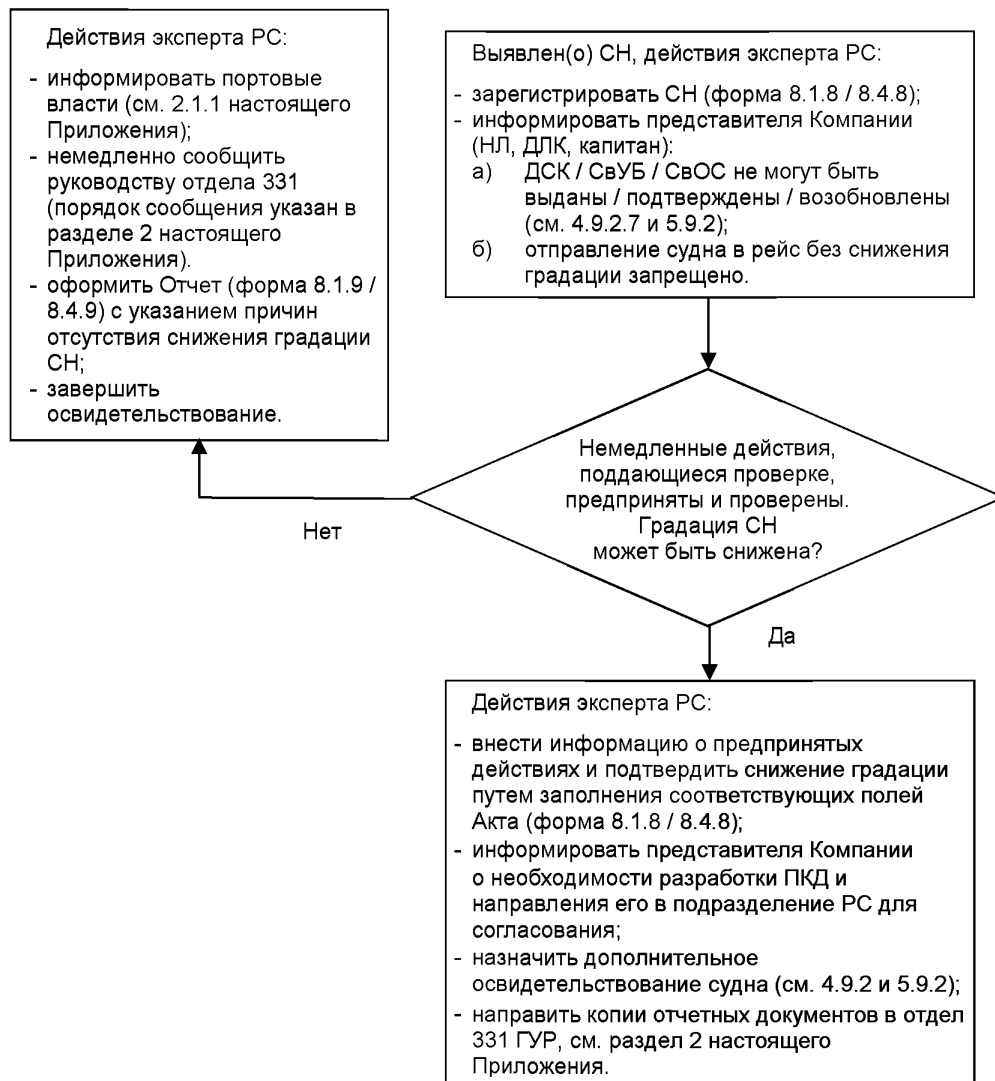 Действия эксперта РС:
- информировать портовые
власти (см. 2.1.1 настоящего
Приложения);
- немедленно сообщить
руководству отдела 331
(порядок сообщения указан в
разделе 2 настоящего
Приложения).
- оформить Отчет (форма 8.1.9 /
8.4.9) с указанием причин
отсутствия снижения градации
СН;
- завершить
освидетельствование.
Выявлен(о) СН, действия эксперта РС:
- зарегистрировать СН (форма 8.1.8 / 8.4.8);
- информировать представителя Компании
(НЛ, ДЛК, капитан):
а) ДСК / СвУБ / СвОС не могут быть
выданы / подтверждены / возобновлены
(см. 4.9.2.7 и 5.9.2);
б) отправление судна в рейс без снижения
градации запрещено.
Немедленные действия,
поддающиеся проверке,
предприняты и проверены.
Градация СН
может быть снижена?
Нет
Да
Действия эксперта РС:
- внести информацию о предпринятых
действиях и подтвердить снижение градации
путем заполнения соответствующих полей
Акта (форма 8.1.8 / 8.4.8);
- информировать представителя Компании
о необходимости разработки ПКД и
направления его в подразделение РС для
согласования;
- назначить дополнительное
освидетельствование судна (см. 4.9.2 и 5.9.2);
- направить копии отчетных документов в отдел
331 ГУР, см. раздел 2 настоящего
Приложения.